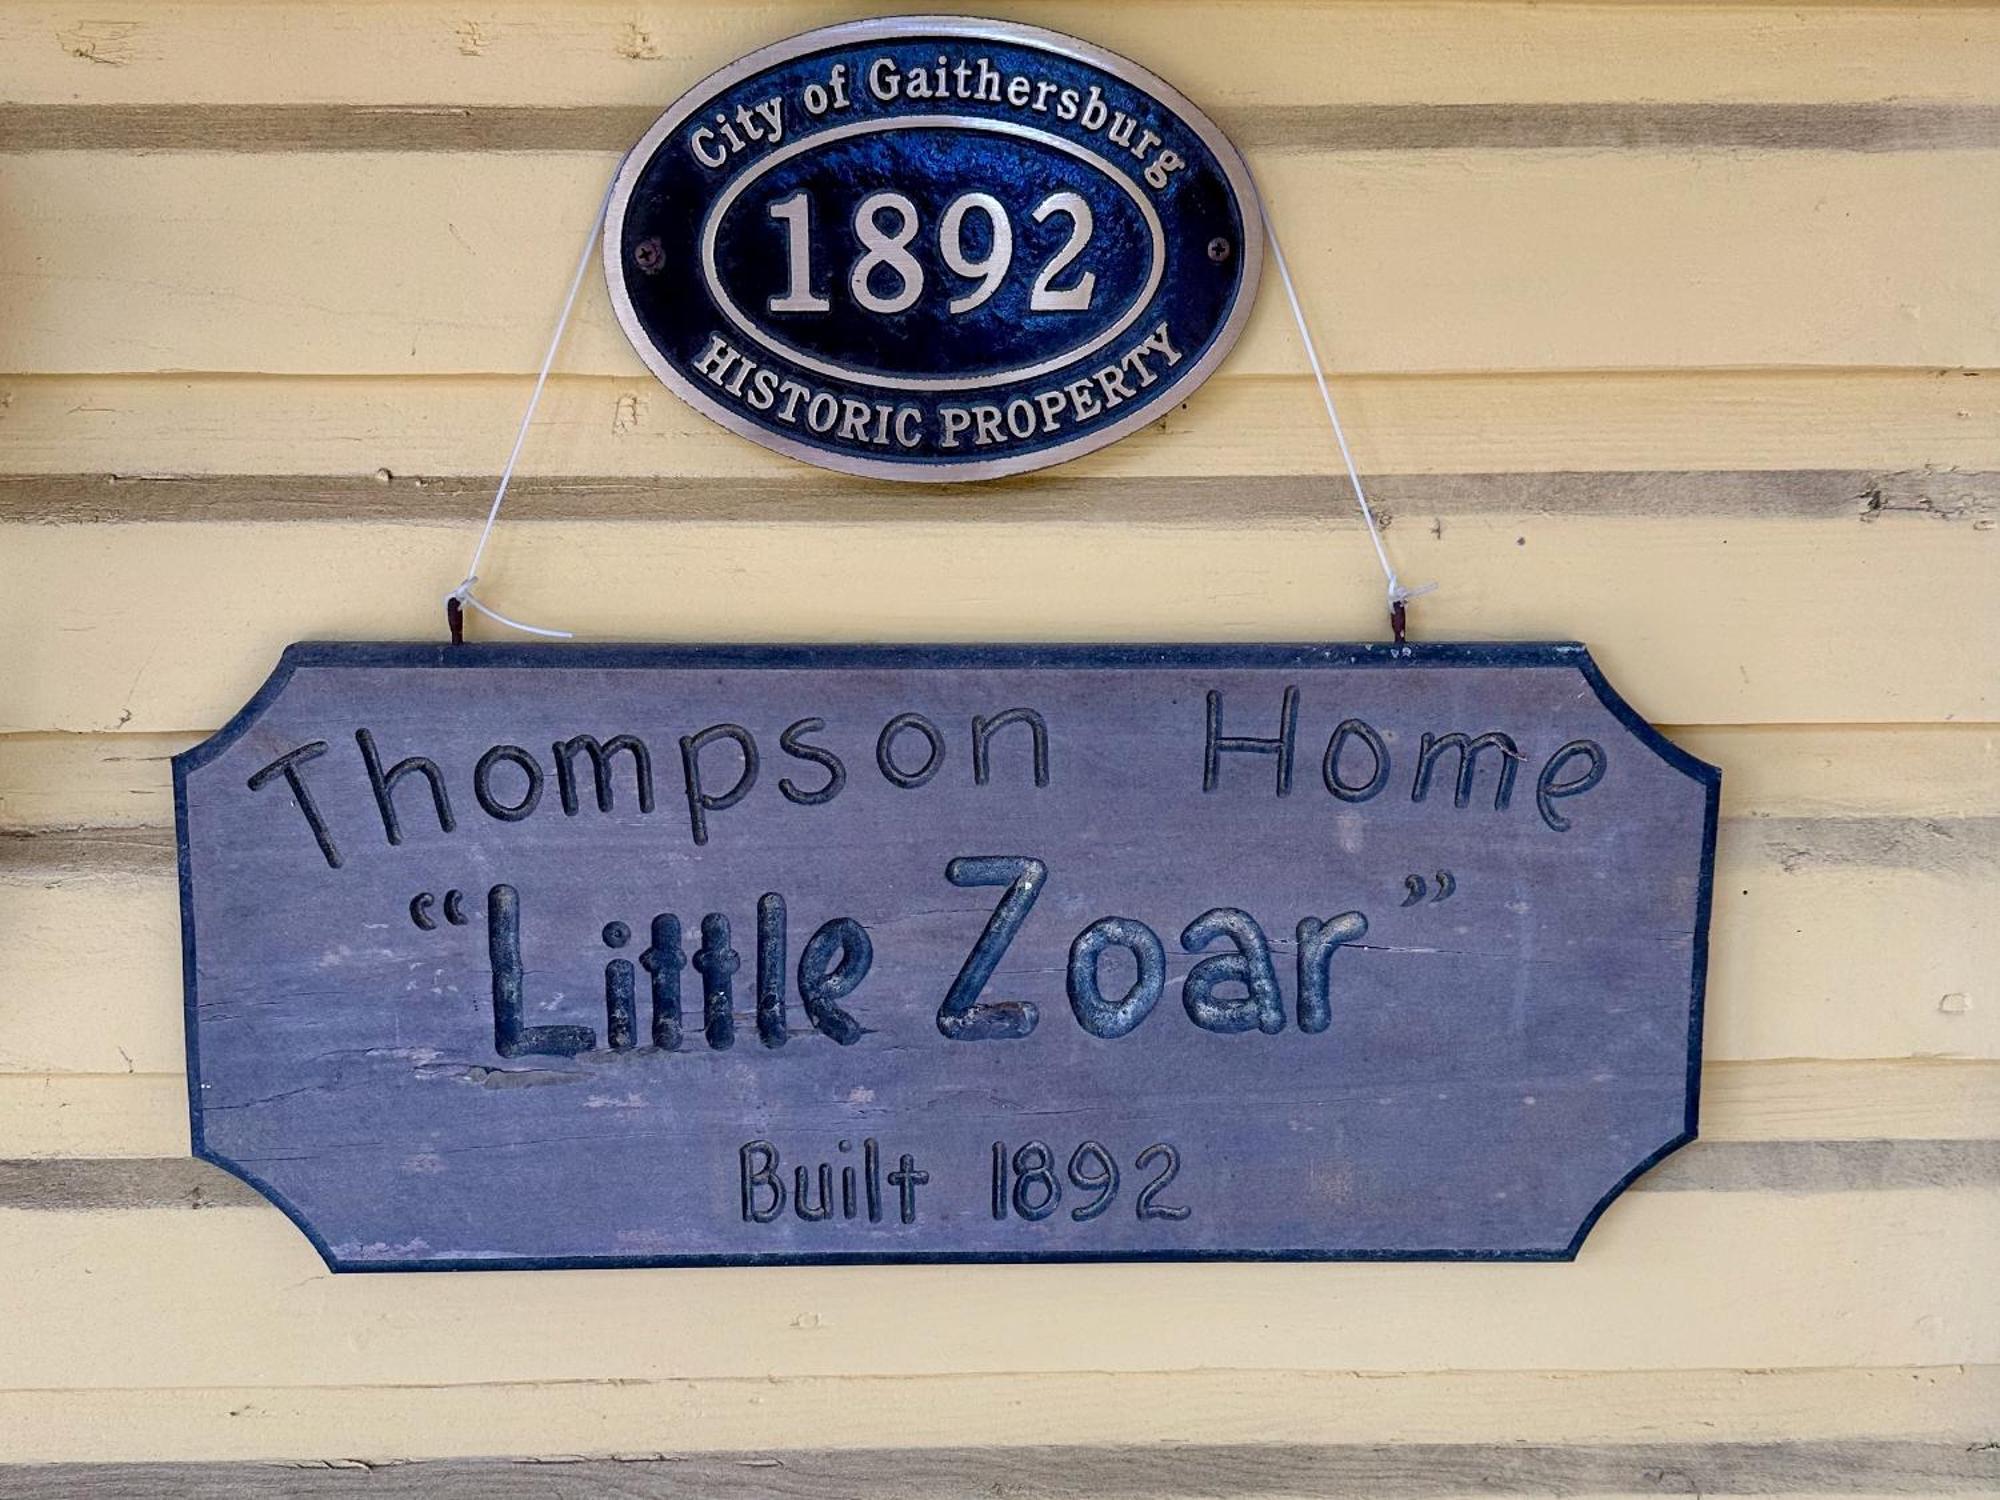 City of Gaithersburg
1892
HISTORIC PROPERTY
Thompson Home
“Little Zoar”
Built 1892